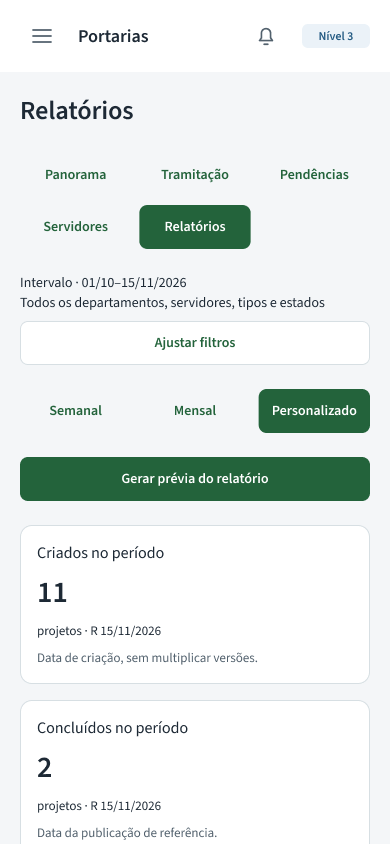 Portarias
Nível 3
Relatórios
Panorama
Tramitação
Pendências
Servidores
Relatórios
Intervalo · 01/10–15/11/2026
Todos os departamentos, servidores, tipos e estados
Ajustar filtros
Semanal
Mensal
Personalizado
Gerar prévia do relatório
Criados no período
11
projetos · R 15/11/2026
Data de criação, sem multiplicar versões.
Concluídos no período
2
projetos · R 15/11/2026
Data da publicação de referência.